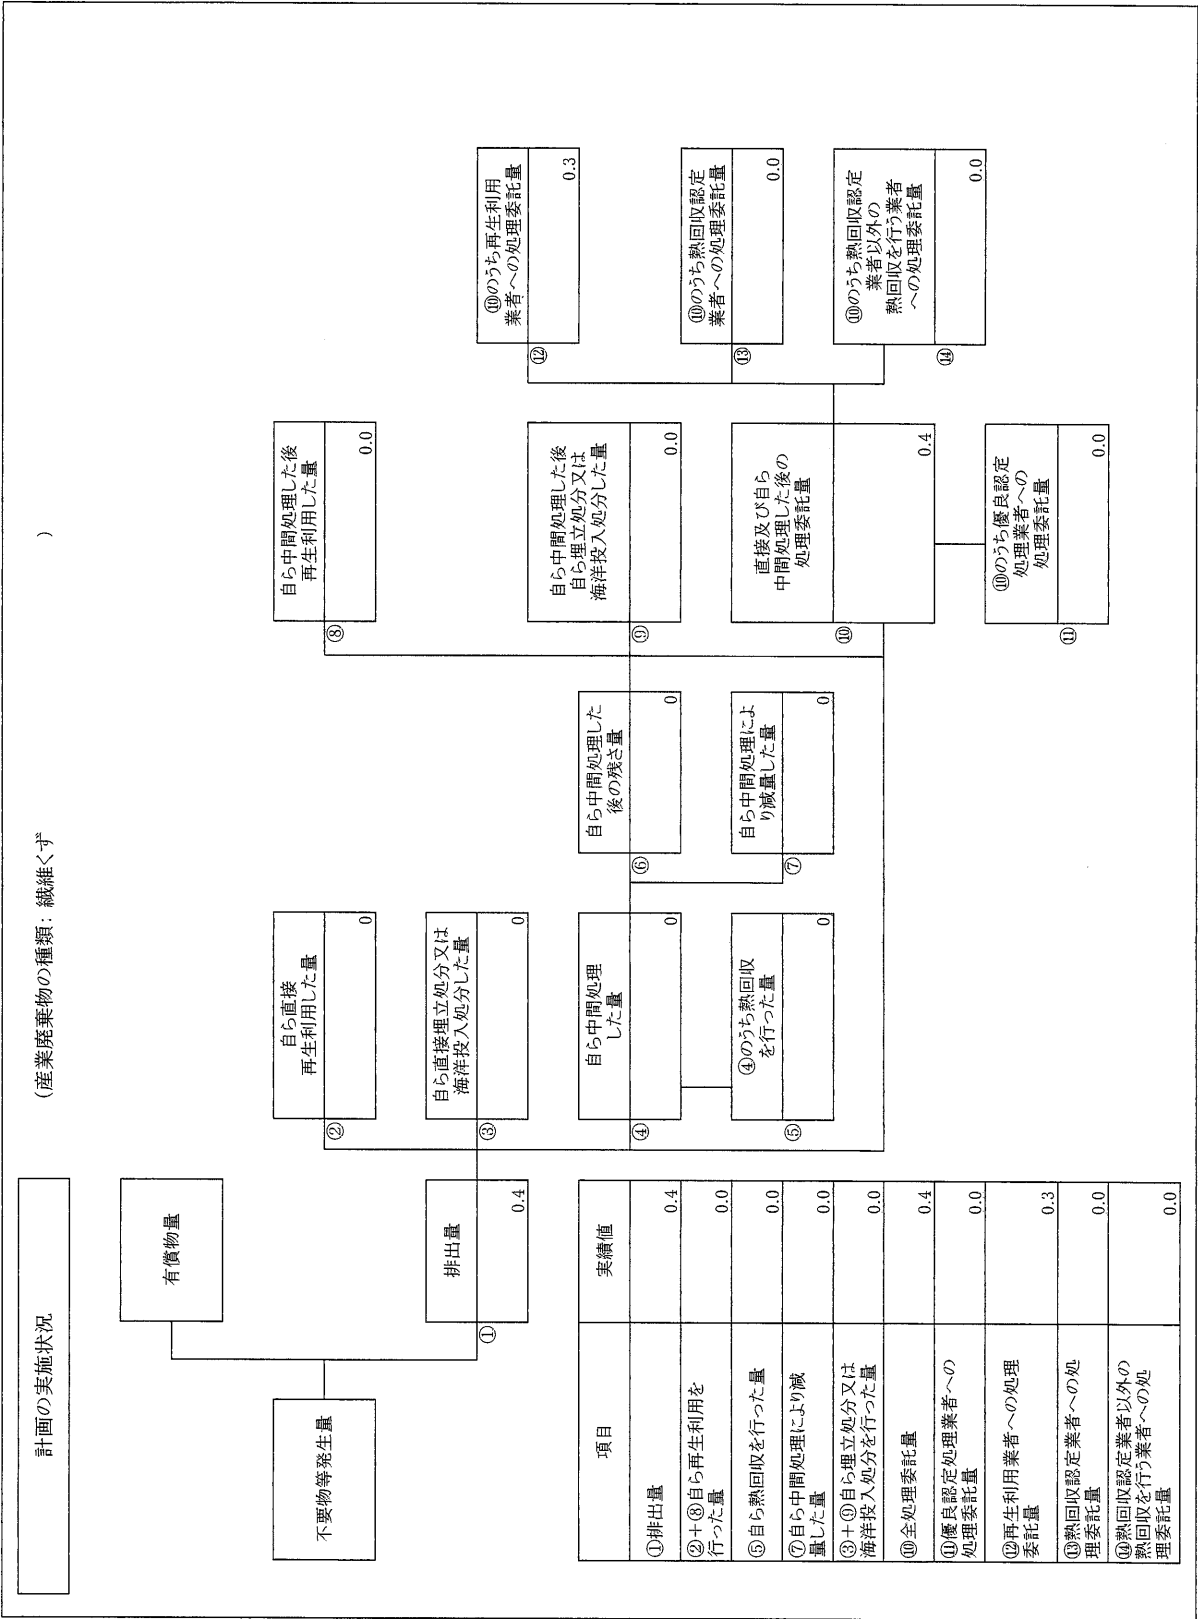 計画の実施状況
(産業廃棄物の種類: 繊維くず
)
不要物等発生量
有償物量
排出量
①
0.4
自ら直接
再生利用した量
②
0
自ら直接埋立処分又は
海洋投入処分した量
③
0
自ら中間処理
した量
④
0
④のうち熱回収
を行った量
⑤
0
自ら中間処理した
後の残さ量
⑥
0
自ら中間処理によ
り減量した量
⑦
0
自ら中間処理した後
再生利用した量
⑧
0.0
自ら中間処理した後
自ら埋立処分又は
海洋投入処分した量
⑨
0.0
直接及び自ら
中間処理した後の
処理委託量
⑩
0.4
⑩のうち優良認定
処理業者への
処理委託量
⑪
0.0
⑩のうち再生利用
業者への処理委託量
⑫
0.3
⑩のうち熱回収認定
業者への処理委託量
⑬
0.0
⑩のうち熱回収認定
業者以外の
熱回収を行う業者
への処理委託量
⑭
0.0
項目 実績値
①排出量 0.4
②+⑧自ら再生利用を
行った量 0.0
⑤自ら熱回収を行った量 0.0
⑦自ら中間処理により減
量した量 0.0
③+⑨自ら埋立処分又は
海洋投入処分を行った量 0.0
⑩全処理委託量 0.4
⑪優良認定処理業者への
処理委託量 0.0
⑫再生利用業者への処理
委託量 0.3
⑬熱回収認定業者への処
理委託量 0.0
⑭熱回収認定業者以外の
熱回収を行う業者への処
理委託量 0.0